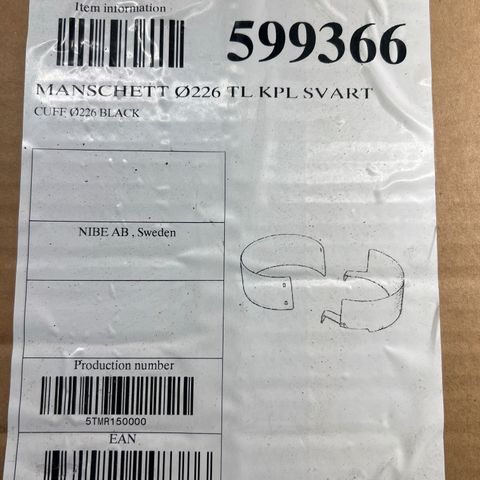 Item information
599366
MANSCHETT Ø226 TL KPL SVART
CUFF Ø226 BLACK
NIBE AB , Sweden
Production number
5TMR150000
EAN